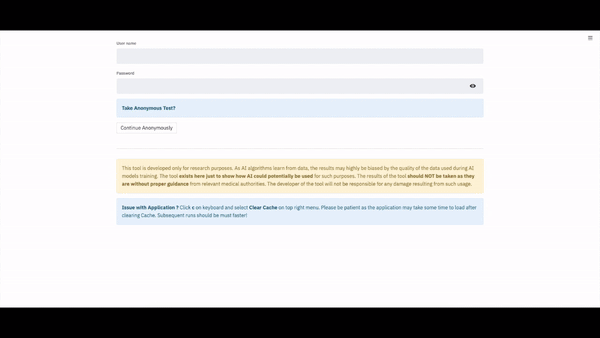 User name
Password
Take Anonymous Test?
Continue Anonymously
This tool is developed only for research purposes. As AI algorithms learn from data, the results may highly be biased by the quality of the data used during AI
models training. The tool exists here just to show how AI could potentially be used for such purposes. The results of the tool should NOT be taken as they
are without proper guidance from relevant medical authorities. The developer of the tool will not be responsible for any damage resulting from such usage.
Issue with Application ? Click c on keyboard and select Clear Cache on top right menu. Please be patient as the application may take some time to load after
clearing Cache. Subsequent runs should be must faster!